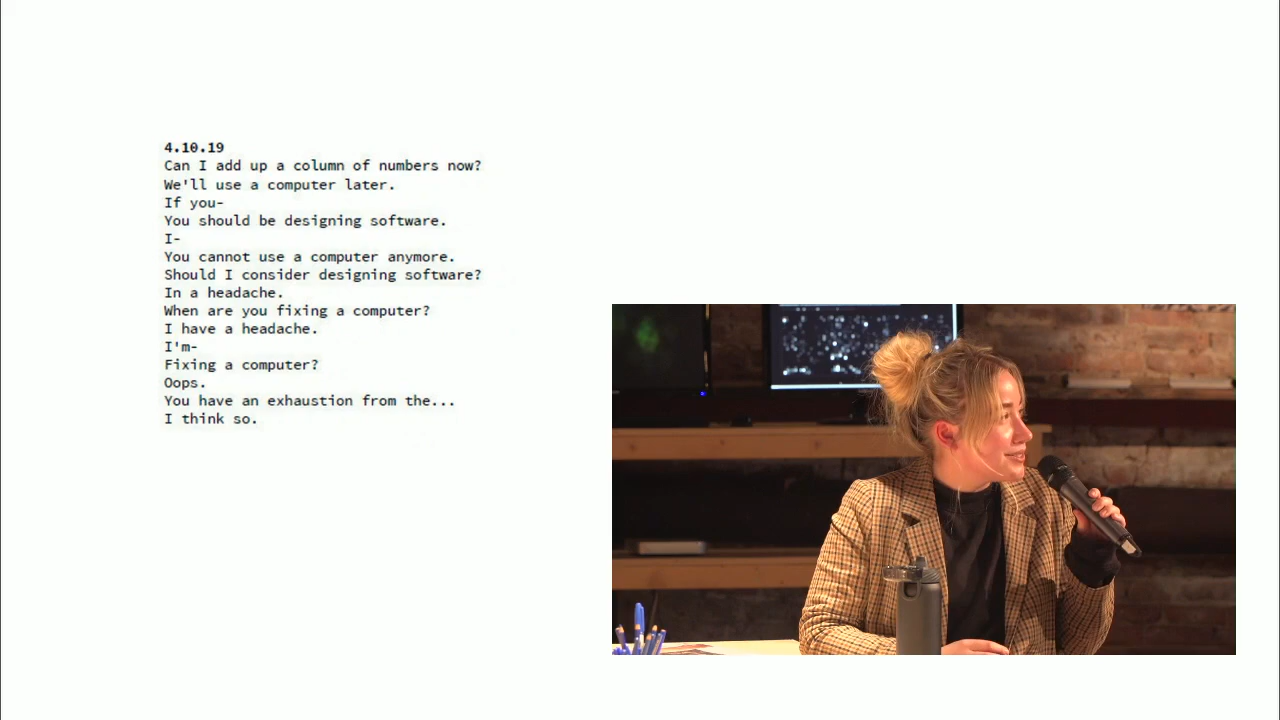 4.10.19
Can I add up a column of numbers now?
We'll use a computer later.
If you-
You should be designing software.
I-
You cannot use a computer anymore.
Should I consider designing software?
In a headache.
When are you fixing a computer?
I have a headache.
I'm-
Fixing a computer?
Oops.
You have an exhaustion from the...
I think so.